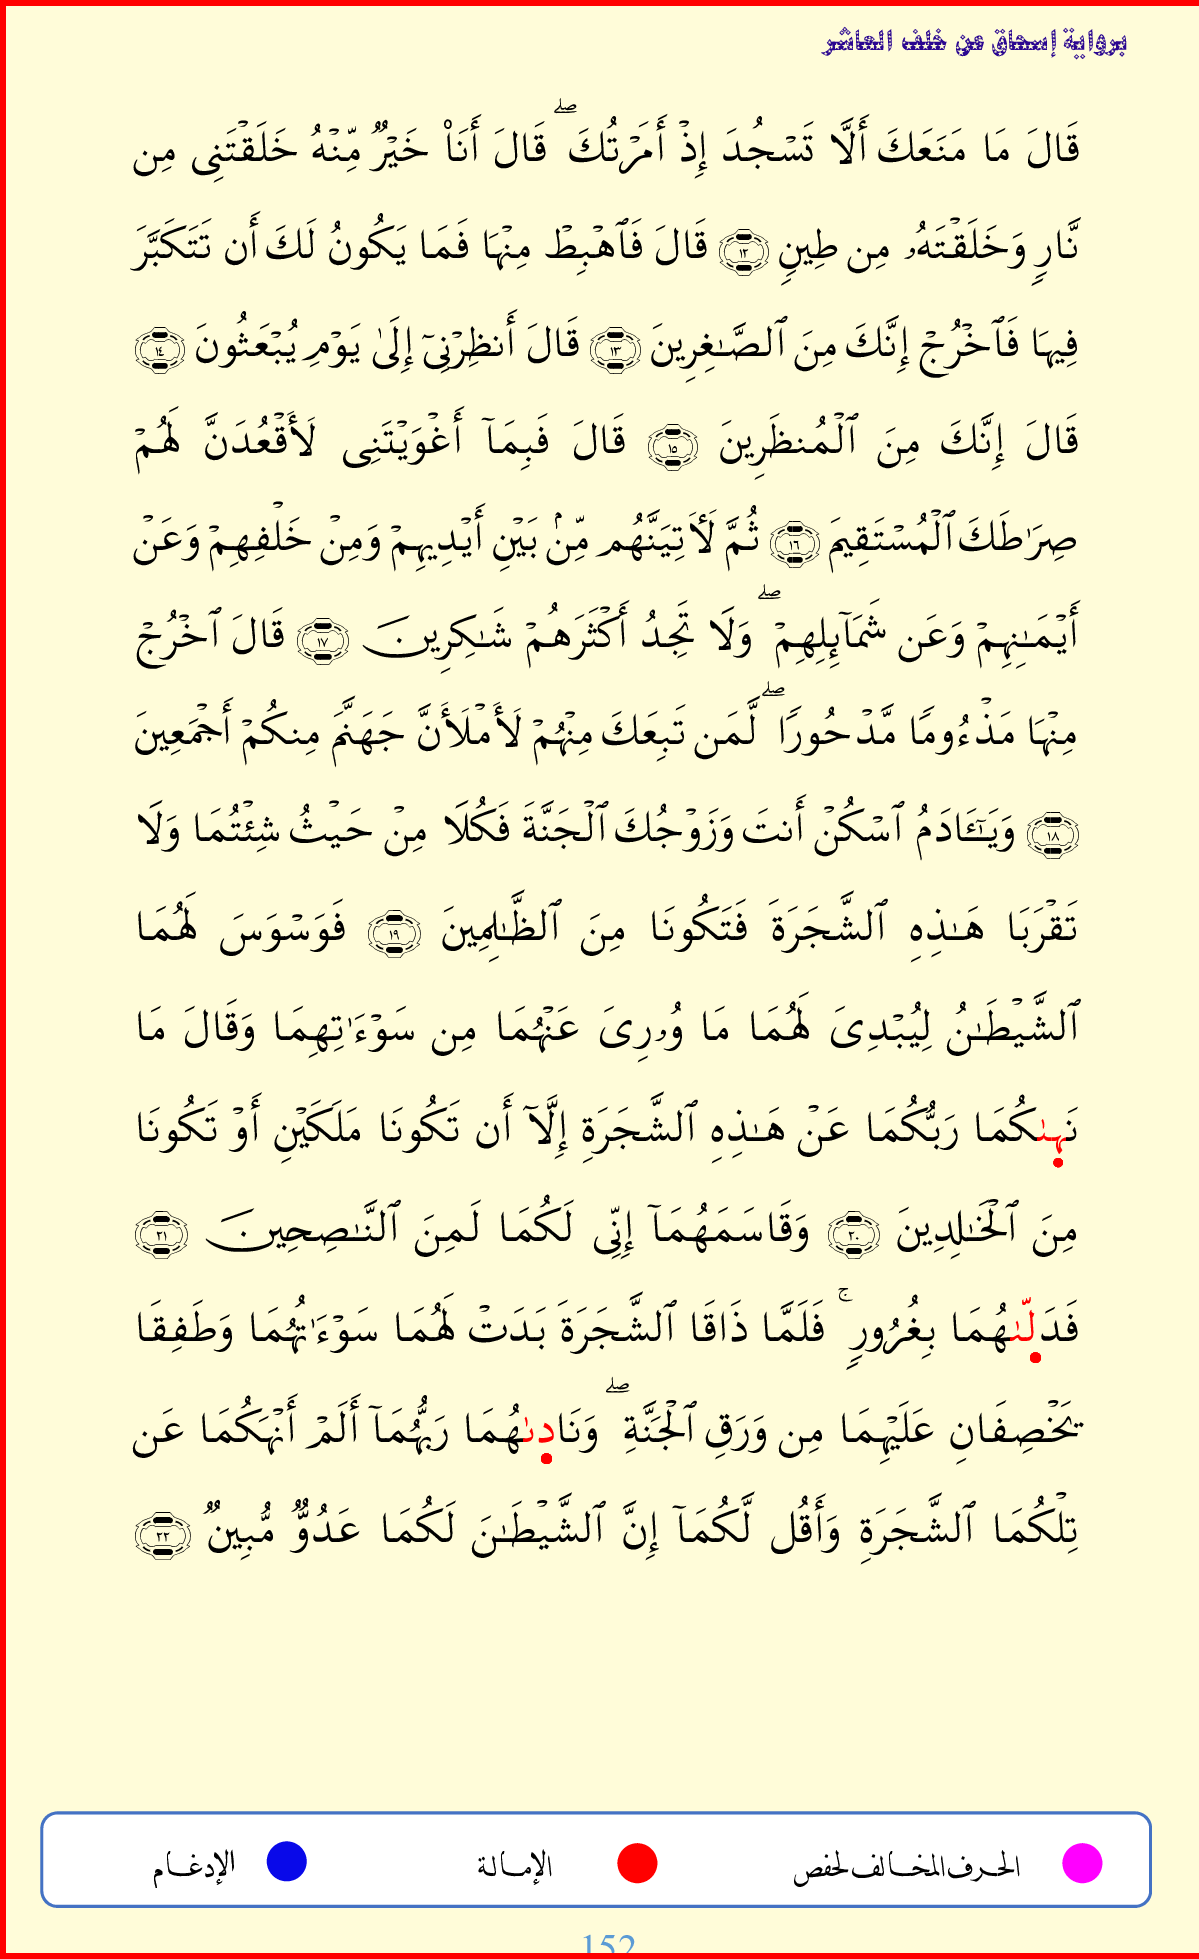 برواية إسحاق عن خلف العاشر
قَالَ مَا مَنَعَكَ أَلَّا تَسْجُدَ إِذْ أَمَرْتُكَ ۖ قَالَ أَنَا۠ خَيْرٌ مِّنْهُ خَلَقْتَنِى مِن
نَّارٍ وَخَلَقْتَهُۥ مِن طِينٍ ١٢ قَالَ فَٱهْبِطْ مِنْهَا فَمَا يَكُونُ لَكَ أَن تَتَكَبَّرَ
فِيهَا فَٱخْرُجْ إِنَّكَ مِنَ ٱلصَّـٰغِرِينَ ١٣ قَالَ أَنظِرْنِىٓ إِلَىٰ يَوْمِ يُبْعَثُونَ ١٤
قَالَ إِنَّكَ مِنَ ٱلْمُنظَرِينَ ١٥ قَالَ فَبِمَآ أَغْوَيْتَنِى لَأَقْعُدَنَّ لَهُمْ
صِرَٰطَكَ ٱلْمُسْتَقِيمَ ١٦ ثُمَّ لَأَتِيَنَّهُم مِّنۢ بَيْنِ أَيْدِيهِمْ وَمِنْ خَلْفِهِمْ وَعَنْ
أَيْمَـٰنِهِمْ وَعَن شَمَآئِلِهِمْ ۖ وَلَا تَجِدُ أَكْثَرَهُمْ شَـٰكِرِينَ ١٧ قَالَ ٱخْرُجْ
مِنْهَا مَذْءُومًا مَّدْحُورًا ۖ لَّمَن تَبِعَكَ مِنْهُمْ لَأَمْلَأَنَّ جَهَنَّمَ مِنكُمْ أَجْمَعِينَ
١٨ وَيَـٰٓـَٔادَمُ ٱسْكُنْ أَنتَ وَزَوْجُكَ ٱلْجَنَّةَ فَكُلَا مِنْ حَيْثُ شِئْتُمَا وَلَا
تَقْرَبَا هَـٰذِهِ ٱلشَّجَرَةَ فَتَكُونَا مِنَ ٱلظَّـٰلِمِينَ ١٩ فَوَسْوَسَ لَهُمَا
ٱلشَّيْطَـٰنُ لِيُبْدِىَ لَهُمَا مَا وُۥرِىَ عَنْهُمَا مِن سَوْءَٰتِهِمَا وَقَالَ مَا
نَهَىٰكُمَا رَبُّكُمَا عَنْ هَـٰذِهِ ٱلشَّجَرَةِ إِلَّآ أَن تَكُونَا مَلَكَيْنِ أَوْ تَكُونَا
مِنَ ٱلْخَـٰلِدِينَ ٢٠ وَقَاسَمَهُمَآ إِنِّى لَكُمَا لَمِنَ ٱلنَّـٰصِحِينَ ٢١
فَدَلَّىٰهُمَا بِغُرُورٍ ۚ فَلَمَّا ذَاقَا ٱلشَّجَرَةَ بَدَتْ لَهُمَا سَوْءَٰتُهُمَا وَطَفِقَا
يَخْصِفَانِ عَلَيْهِمَا مِن وَرَقِ ٱلْجَنَّةِ ۖ وَنَادَىٰهُمَا رَبُّهُمَآ أَلَمْ أَنْهَكُمَا عَن
تِلْكُمَا ٱلشَّجَرَةِ وَأَقُل لَّكُمَآ إِنَّ ٱلشَّيْطَـٰنَ لَكُمَا عَدُوٌّ مُّبِينٌ ٢٢
الحرف المخالف لحفص الإمالة الإدغام
152